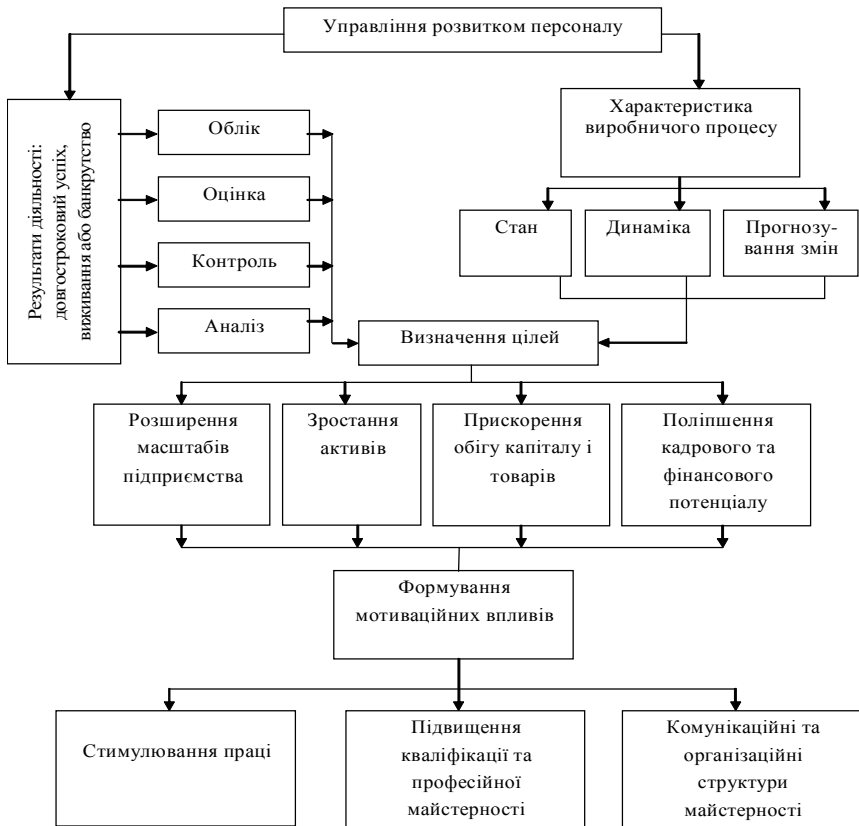 Управління розвитком персоналу
Результати діяльності:
довгостроковий успіх,
виживання або банкрутство
Облік
Оцінка
Контроль
Аналіз
Характеристика
виробничого процесу
Стан
Динаміка
Прогнозу-
вання змін
Визначення цілей
Розширення
масштабів
підприємства
Зростання
активів
Прискорення
обігу капіталу і
товарів
Поліпшення
кадрового та
фінансового
потенціалу
Формування
мотиваційних впливів
Стимулювання праці
Підвищення
кваліфікації та
професійної
майстерності
Комунікаційні та
організаційні
структури
майстерності